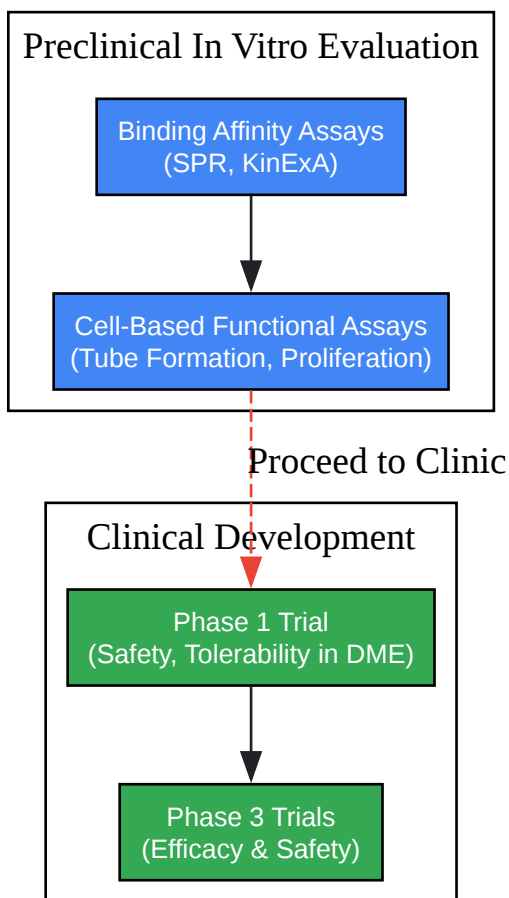 Preclinical In Vitro Evaluation
Binding Affinity Assays
(SPR, KinExA)
Cell-Based Functional Assays
(Tube Formation, Proliferation)
Proceed to Clinic
Clinical Development
Phase 1 Trial
(Safety, Tolerability in DME)
Phase 3 Trials
(Efficacy & Safety)